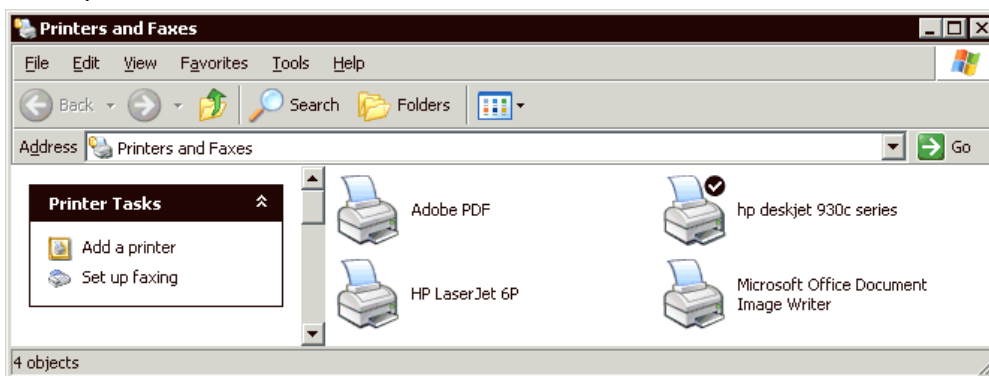 Printers and Faxes
File Edit View Favorites Tools Help
Back Search Folders
Address Printers and Faxes Go
Printer Tasks
Add a printer
Set up faxing
Adobe PDF
hp deskjet 930c series
HP LaserJet 6P
Microsoft Office Document
Image Writer
4 objects